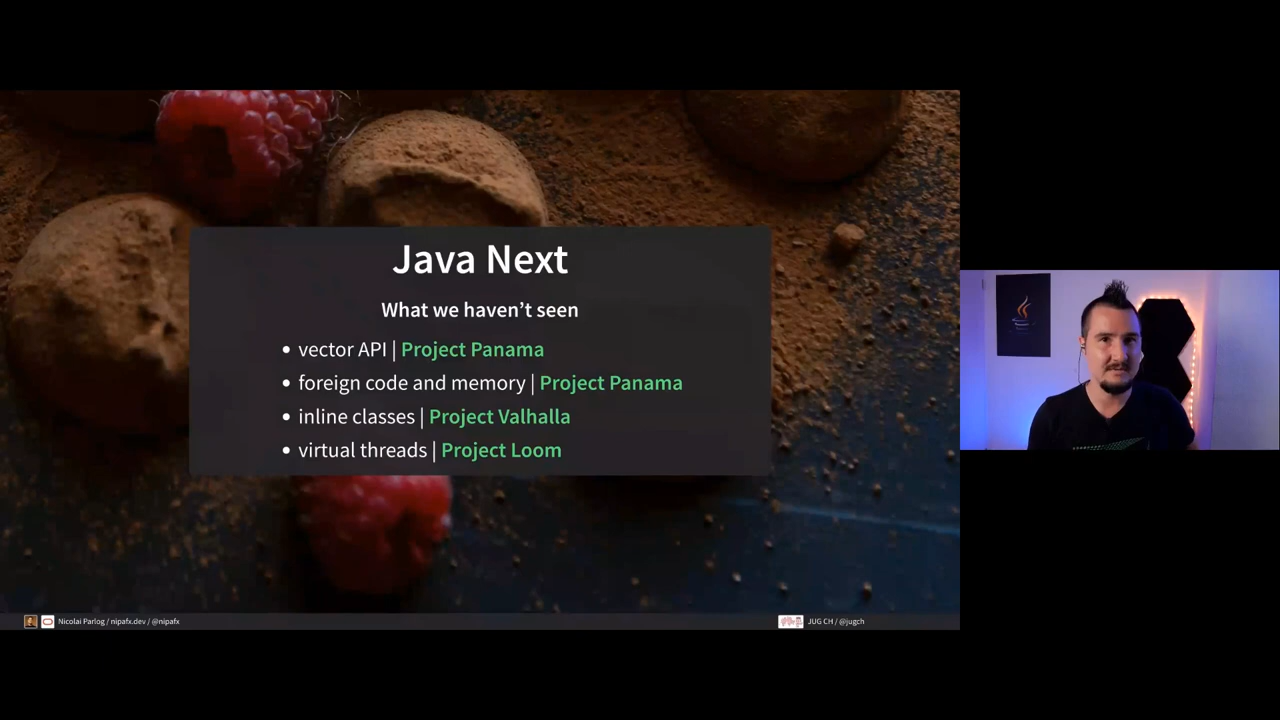 Java Next
What we haven’t seen
• vector API | Project Panama
• foreign code and memory | Project Panama
• inline classes | Project Valhalla
• virtual threads | Project Loom
Nicolai Parlog / nipafx.dev / @nipafx
JUG CH / @jugch